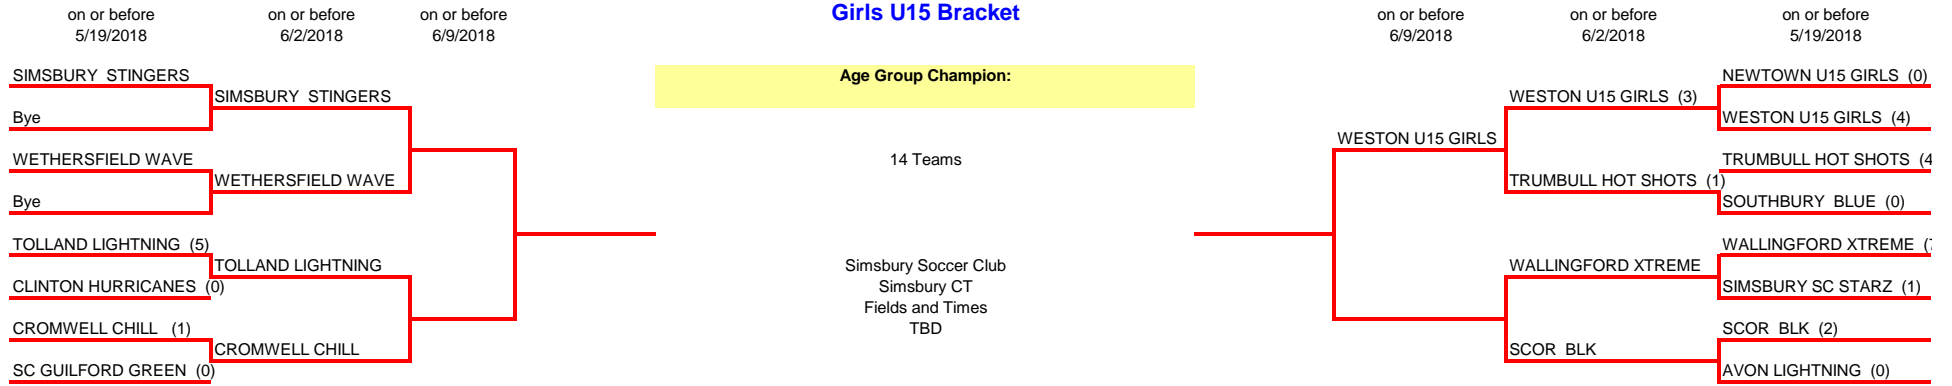 Girls U15 Bracket
on or before
5/19/2018
on or before
6/2/2018
on or before
6/9/2018
on or before
6/9/2018
on or before
6/2/2018
on or before
5/19/2018
Age Group Champion:
14 Teams
Simsbury Soccer Club
Simsbury CT
Fields and Times
TBD
SIMSBURY STINGERS
Bye
WETHERSFIELD WAVE
Bye
TOLLAND LIGHTNING (5)
CLINTON HURRICANES (0)
CROMWELL CHILL (1)
SC GUILFORD GREEN (0)
SIMSBURY STINGERS
WETHERSFIELD WAVE
TOLLAND LIGHTNING
CROMWELL CHILL
WESTON U15 GIRLS
WESTON U15 GIRLS (3)
TRUMBULL HOT SHOTS (1)
WALLINGFORD XTREME
SCOR BLK
NEWTOWN U15 GIRLS (0)
WESTON U15 GIRLS (4)
TRUMBULL HOT SHOTS (4
SOUTHBURY BLUE (0)
WALLINGFORD XTREME
SIMSBURY SC STARZ (1)
SCOR BLK (2)
AVON LIGHTNING (0)